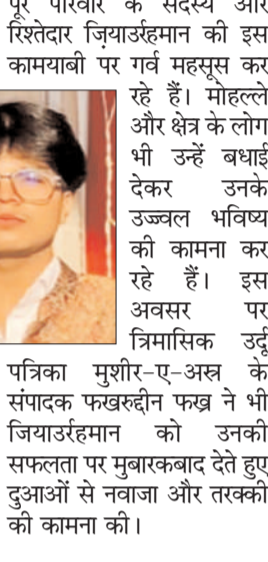 पूरे परिवार के सदस्य और
रिश्तेदार ज़ियाउर्रहमान की इस
कामयाबी पर गर्व महसूस कर
रहे हैं। मोहल्ले
और क्षेत्र के लोग
भी उन्हें बधाई
देकर उनके
उज्ज्वल भविष्य
की कामना कर
रहे हैं। इस
अवसर पर
त्रिमासिक उर्दू
पत्रिका मुशीर-ए-अस्र के
संपादक फखरुद्दीन फख्र ने भी
जियाउर्रहमान को उनकी
सफलता पर मुबारकबाद देते हुए
दुआओं से नवाजा और तरक्की
की कामना की।